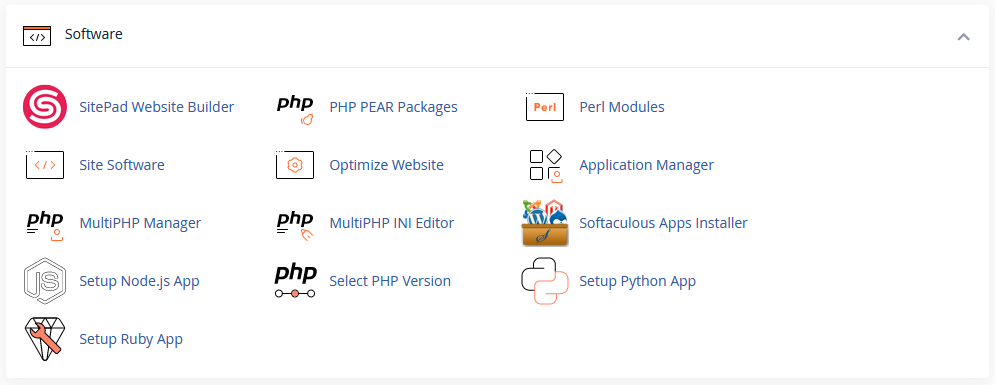 Software
SitePad Website Builder
php PHP PEAR Packages
Perl Perl Modules
Site Software
Optimize Website
Application Manager
php MultiPHP Manager
php MultiPHP INI Editor
Softaculous Apps Installer
JS Setup Node.js App
php Select PHP Version
Setup Python App
Setup Ruby App